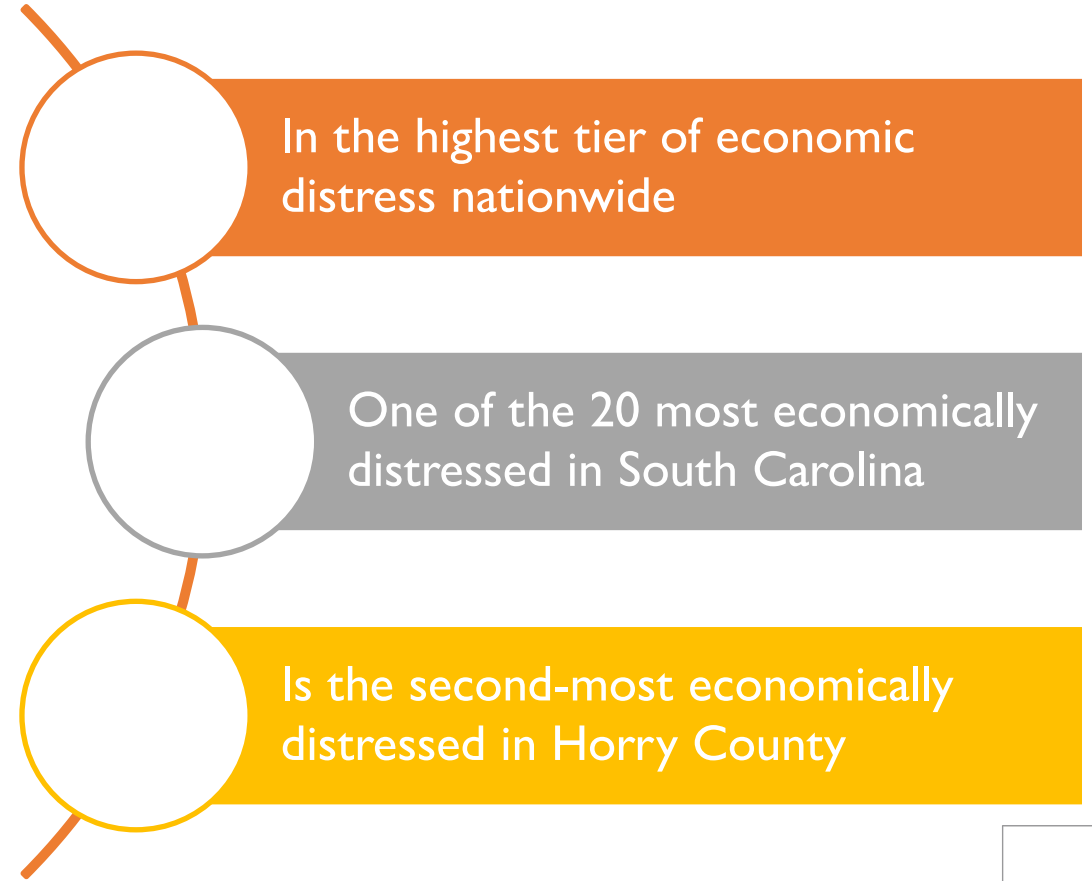 In the highest tier of economic
distress nationwide
One of the 20 most economically
distressed in South Carolina
Is the second-most economically
distressed in Horry County